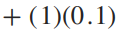 + (1)(0.1)